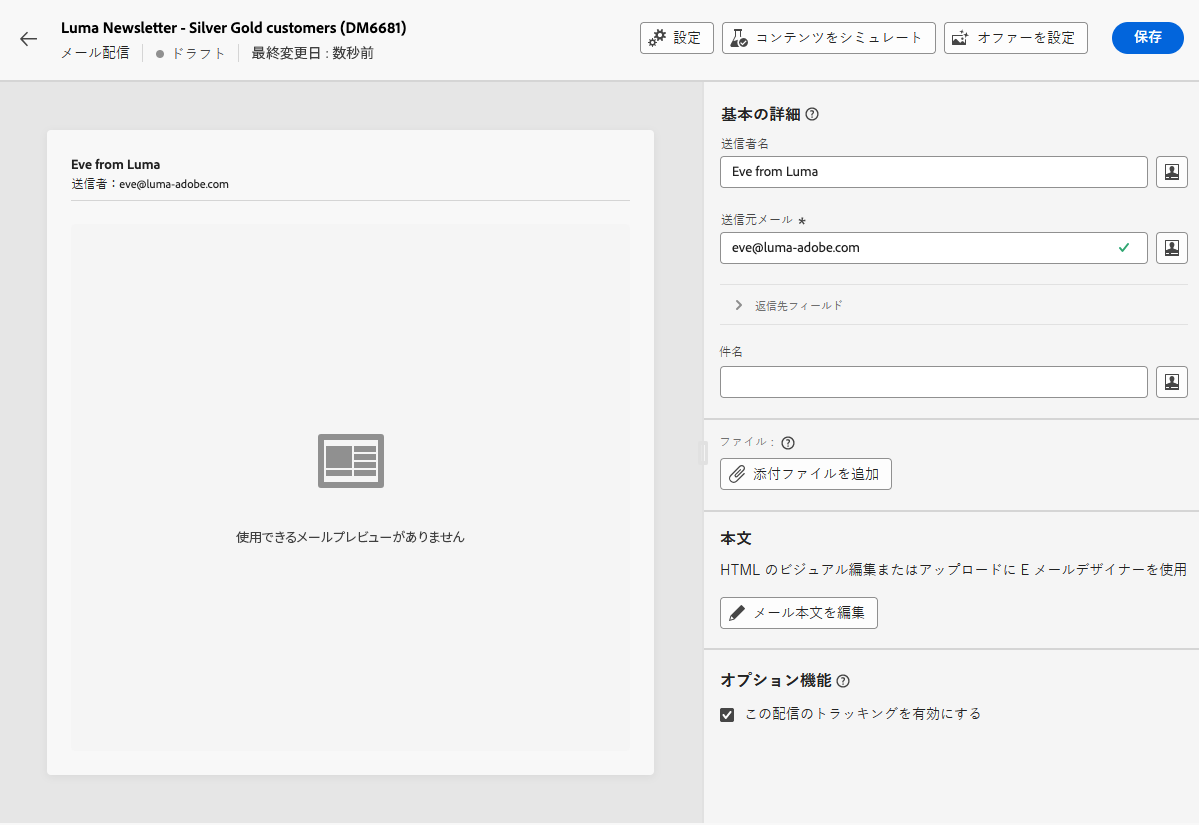 Luma Newsletter - Silver Gold customers (DM6681)
メール配信 ドラフト 最終変更日 : 数秒前
設定 コンテンツをシミュレート オファーを設定 保存
Eve from Luma
送信者：eve@luma-adobe.com
使用できるメールプレビューがありません
基本の詳細
送信者名
Eve from Luma
送信元メール *
eve@luma-adobe.com
返信先フィールド
件名
ファイル :
添付ファイルを追加
本文
HTML のビジュアル編集またはアップロードに E メールデザイナーを使用
メール本文を編集
オプション機能
この配信のトラッキングを有効にする